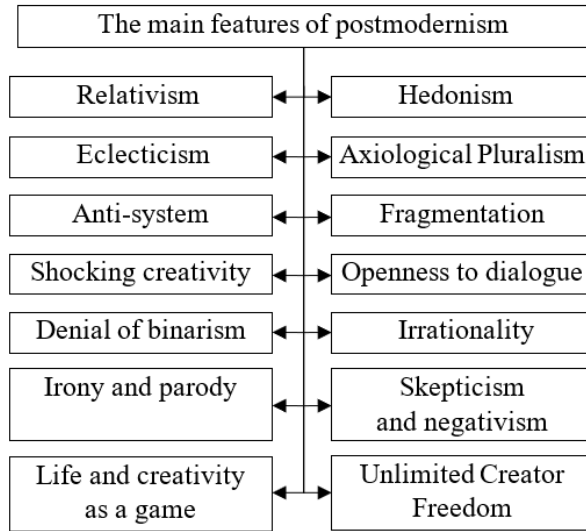 The main features of postmodernism
Relativism
Hedonism
Eclecticism
Axiological Pluralism
Anti-system
Fragmentation
Shocking creativity
Openness to dialogue
Denial of binarism
Irrationality
Irony and parody
Skepticism
and negativism
Life and creativity
as a game
Unlimited Creator
Freedom